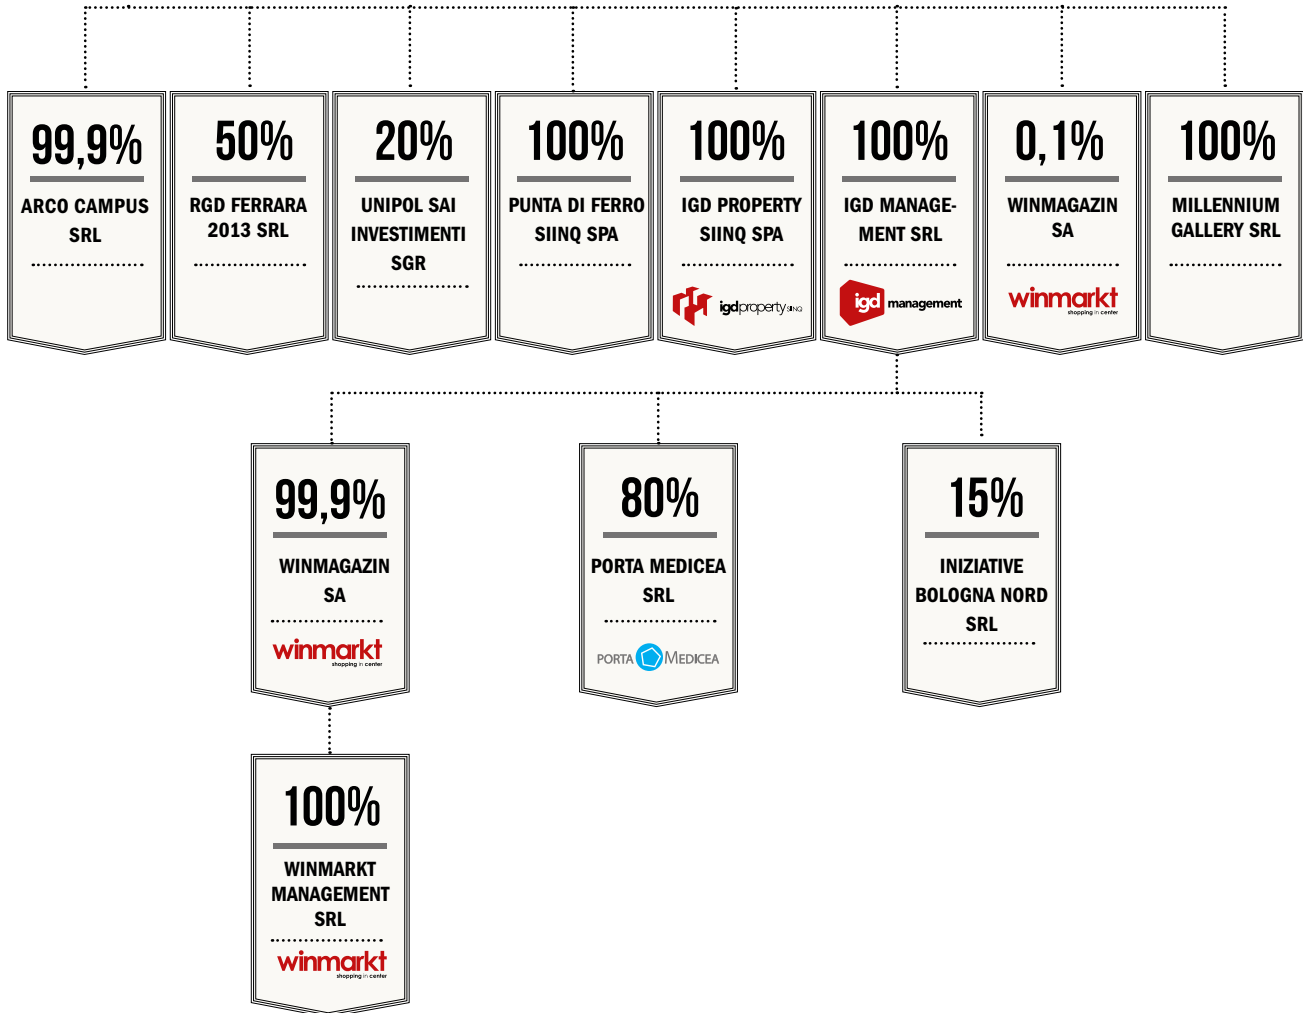 99,9%
ARCO CAMPUS
SRL
50%
RGD FERRARA
2013 SRL
20%
UNIPOL SAI
INVESTIMENTI
SGR
100%
PUNTA DI FERRO
SIINQ SPA
100%
IGD PROPERTY
SIINQ SPA
igdproperty SIINQ
100%
IGD MANAGE-
MENT SRL
igd management
0,1%
WINMAGAZIN
SA
winmarkt
shopping in center
100%
MILLENNIUM
GALLERY SRL
99,9%
WINMAGAZIN
SA
winmarkt
shopping in center
80%
PORTA MEDICEA
SRL
PORTA MEDICEA
15%
INIZIATIVE
BOLOGNA NORD
SRL
100%
WINMARKT
MANAGEMENT
SRL
winmarkt
shopping in center